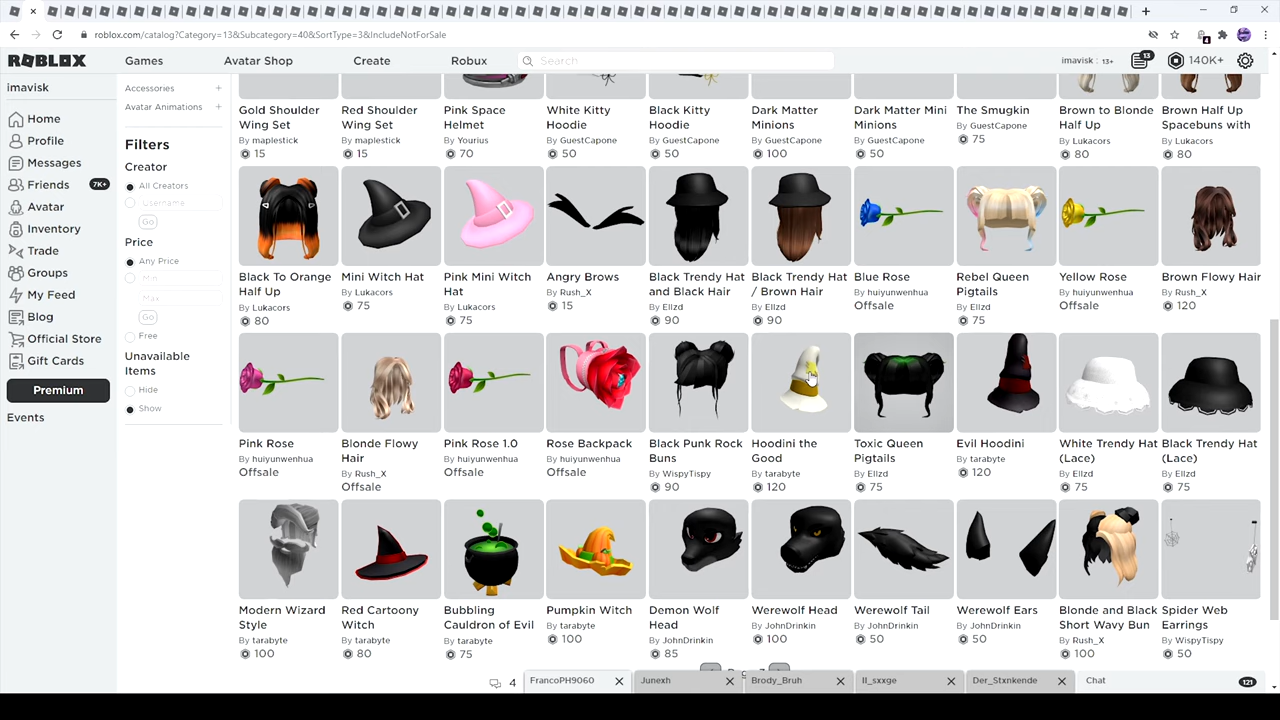 roblox.com/catalog?Category=13&Subcategory=40&SortType=3&IncludeNotForSale
4
ROBLOX
Games
Avatar Shop
Create
Robux
Search
imavisk : 13+
13
140K+
imavisk
Home
Profile
Messages
Friends
7K+
Avatar
Inventory
Trade
Groups
My Feed
Blog
Official Store
Gift Cards
Premium
Events
Accessories +
Avatar Animations +
Filters
Creator
All Creators
Username
Go
Price
Any Price
Min
Max
Go
Free
Unavailable
Items
Hide
Show
Gold Shoulder
Wing Set
By maplestick
15
Red Shoulder
Wing Set
By maplestick
15
Pink Space
Helmet
By Yourius
70
White Kitty
Hoodie
By GuestCapone
50
Black Kitty
Hoodie
By GuestCapone
50
Dark Matter
Minions
By GuestCapone
100
Dark Matter Mini
Minions
By GuestCapone
50
The Smugkin
By GuestCapone
75
Brown to Blonde
Half Up
By Lukacors
80
Brown Half Up
Spacebuns with
By Lukacors
80
Black To Orange
Half Up
By Lukacors
80
Mini Witch Hat
By Lukacors
75
Pink Mini Witch
Hat
By Lukacors
75
Angry Brows
By Rush_X
15
Black Trendy Hat
and Black Hair
By Ellzd
90
Black Trendy Hat
/ Brown Hair
By Ellzd
90
Blue Rose
By huiyunwenhua
Offsale
Rebel Queen
Pigtails
By Ellzd
75
Yellow Rose
By huiyunwenhua
Offsale
Brown Flowy Hair
By Rush_X
120
Pink Rose
By huiyunwenhua
Offsale
Blonde Flowy
Hair
By Rush_X
Offsale
Pink Rose 1.0
By huiyunwenhua
Offsale
Rose Backpack
By huiyunwenhua
Offsale
Black Punk Rock
Buns
By WispyTispy
90
Hoodini the
Good
By tarabyte
120
Toxic Queen
Pigtails
By Ellzd
75
Evil Hoodini
By tarabyte
120
White Trendy Hat
(Lace)
By Ellzd
75
Black Trendy Hat
(Lace)
By Ellzd
75
Modern Wizard
Style
By tarabyte
100
Red Cartoony
Witch
By tarabyte
80
Bubbling
Cauldron of Evil
By tarabyte
75
Pumpkin Witch
By tarabyte
100
Demon Wolf
Head
By JohnDrinkin
85
Werewolf Head
By JohnDrinkin
100
Werewolf Tail
By JohnDrinkin
50
Werewolf Ears
By JohnDrinkin
50
Blonde and Black
Short Wavy Bun
By Rush_X
100
Spider Web
Earrings
By WispyTispy
50
4
FrancoPH9060
Junexh
Brody_Bruh
Der_Stxnkende
Chat
121